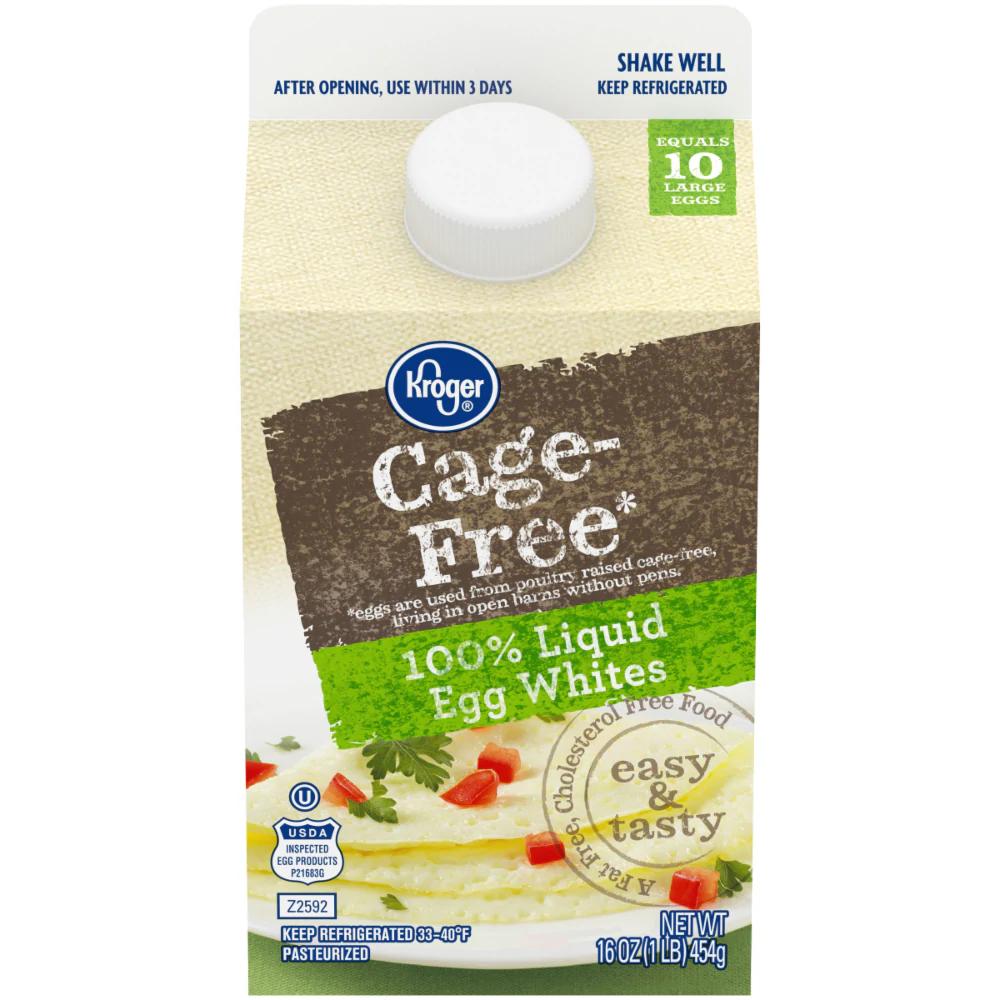 SHAKE WELL
AFTER OPENING, USE WITHIN 3 DAYS
KEEP REFRIGERATED
EQUALS
10
LARGE
EGGS
Kröger®
Cage-
Free*
*eggs are used from poultry raised cage-free,
living in open barns without pens.
100% Liquid
Egg Whites
A Fat Free, Cholesterol Free Food
easy
&
tasty
U
USDA
INSPECTED
EGG PRODUCTS
P21683G
Z2592
KEEP REFRIGERATED 33-40°F
PASTEURIZED
NET WT
16 OZ (1 LB) 454g